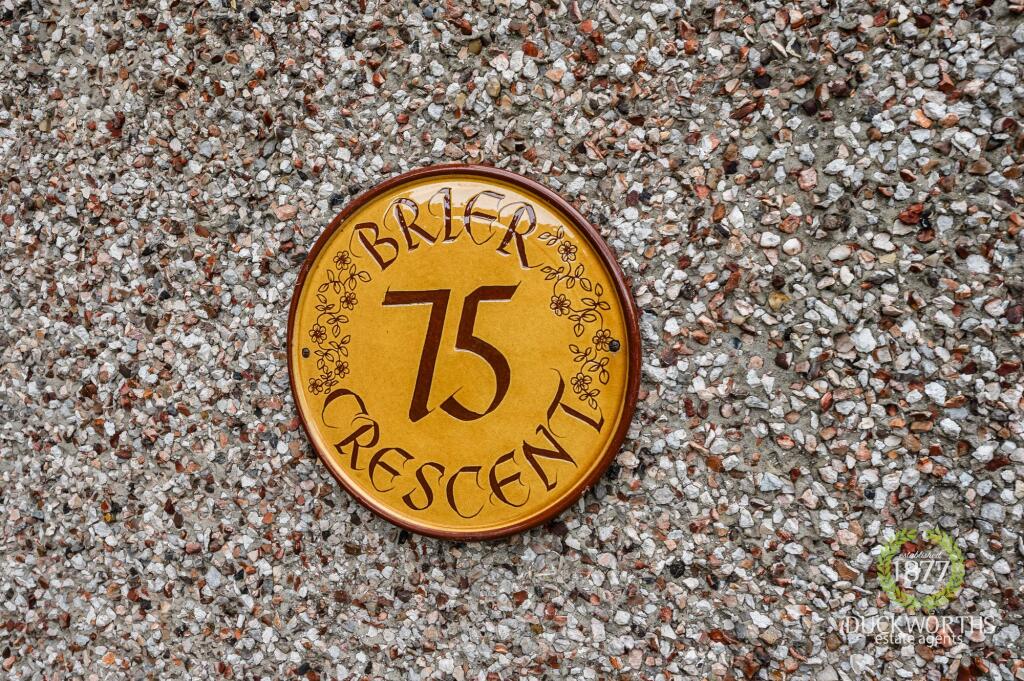 BRIER
75
CRESCENT
established
1877
DUCKWORTHS
estate agents